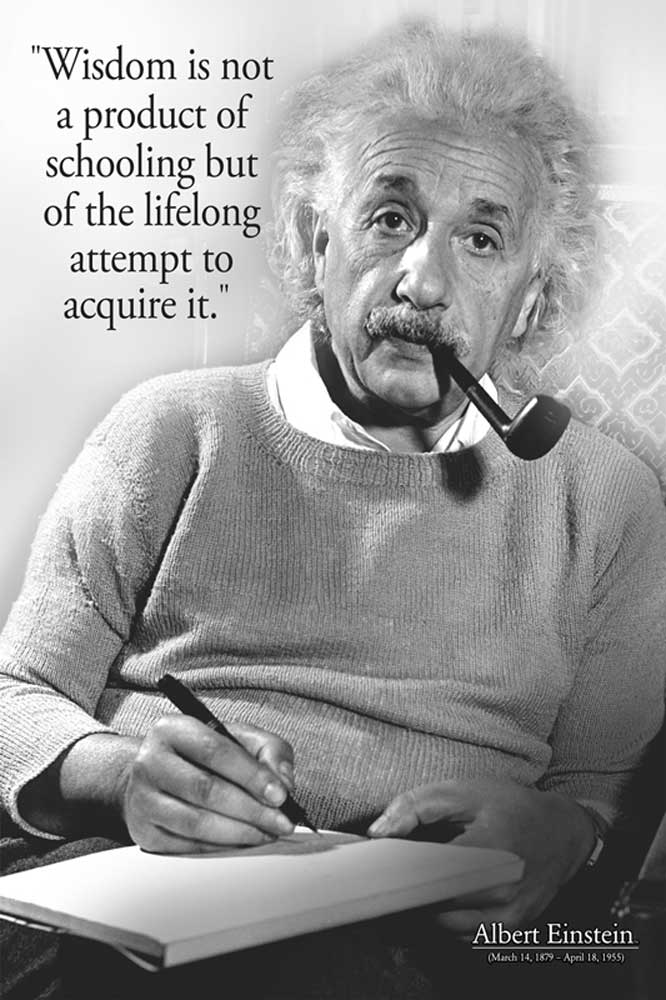 "Wisdom is not
a product of
schooling but
of the lifelong
attempt to
acquire it."
Albert Einstein
(March 14, 1879 – April 18, 1955)